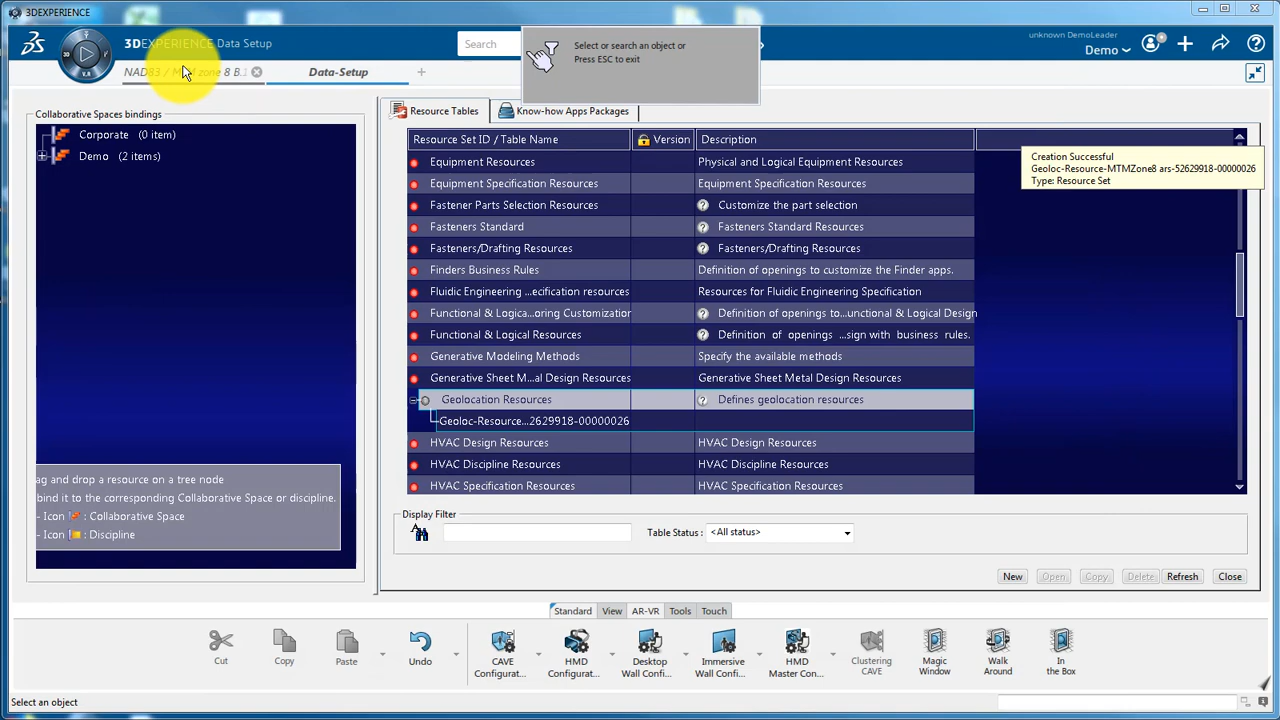 3DEXPERIENCE
3DEXPERIENCE Data Setup
Search
Select or search an object or
Press ESC to exit
unknown DemoLeader
Demo
3D
V.R
NAD83 / MTM zone 8 B.1
Data-Setup
Collaborative Spaces bindings
Corporate (0 item)
Demo (2 items)
ag and drop a resource on a tree node
bind it to the corresponding Collaborative Space or discipline.
- Icon : Collaborative Space
- Icon : Discipline
Resource Tables
Know-how Apps Packages
Resource Set ID / Table Name Version Description
Equipment Resources Physical and Logical Equipment Resources
Equipment Specification Resources Equipment Specification Resources
Fastener Parts Selection Resources Customize the part selection
Fasteners Standard Fasteners Standard Resources
Fasteners/Drafting Resources Fasteners/Drafting Resources
Finders Business Rules Definition of openings to customize the Finder apps.
Fluidic Engineering ...ecification resources Resources for Fluidic Engineering Specification
Functional & Logica...oring Customization Definition of openings to...unctional & Logical Design
Functional & Logical Resources Definition of openings ...sign with business rules.
Generative Modeling Methods Specify the available methods
Generative Sheet M...al Design Resources Generative Sheet Metal Design Resources
Geolocation Resources Defines geolocation resources
Geoloc-Resource...2629918-00000026
HVAC Design Resources HVAC Design Resources
HVAC Discipline Resources HVAC Discipline Resources
HVAC Specification Resources HVAC Specification Resources
Creation Successful
Geoloc-Resource-MTMZone8 ars-52629918-00000026
Type: Resource Set
Display Filter
Table Status : <All status>
New Open Copy Delete Refresh Close
Standard View AR-VR Tools Touch
Cut Copy Paste Undo
CAVE
Configurat...
HMD
Configurat...
Desktop
Wall Confi...
Immersive
Wall Confi...
HMD
Master Con...
Clustering
CAVE
Magic
Window
Walk
Around
In
the Box
Select an object